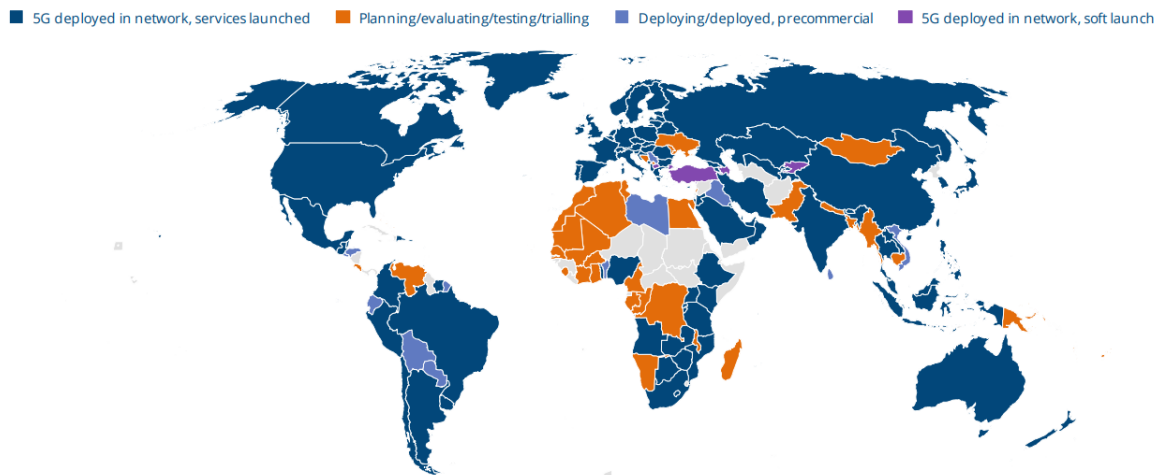 5G deployed in network, services launched
Planning/evaluating/testing/trialling
Deploying/deployed, precommercial
5G deployed in network, soft launch